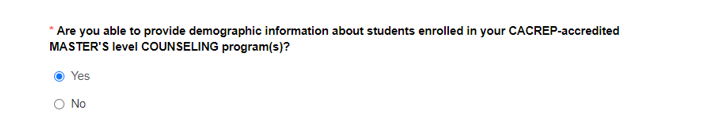 * Are you able to provide demographic information about students enrolled in your CACREP-accredited
MASTER'S level COUNSELING program(s)?
Yes
No